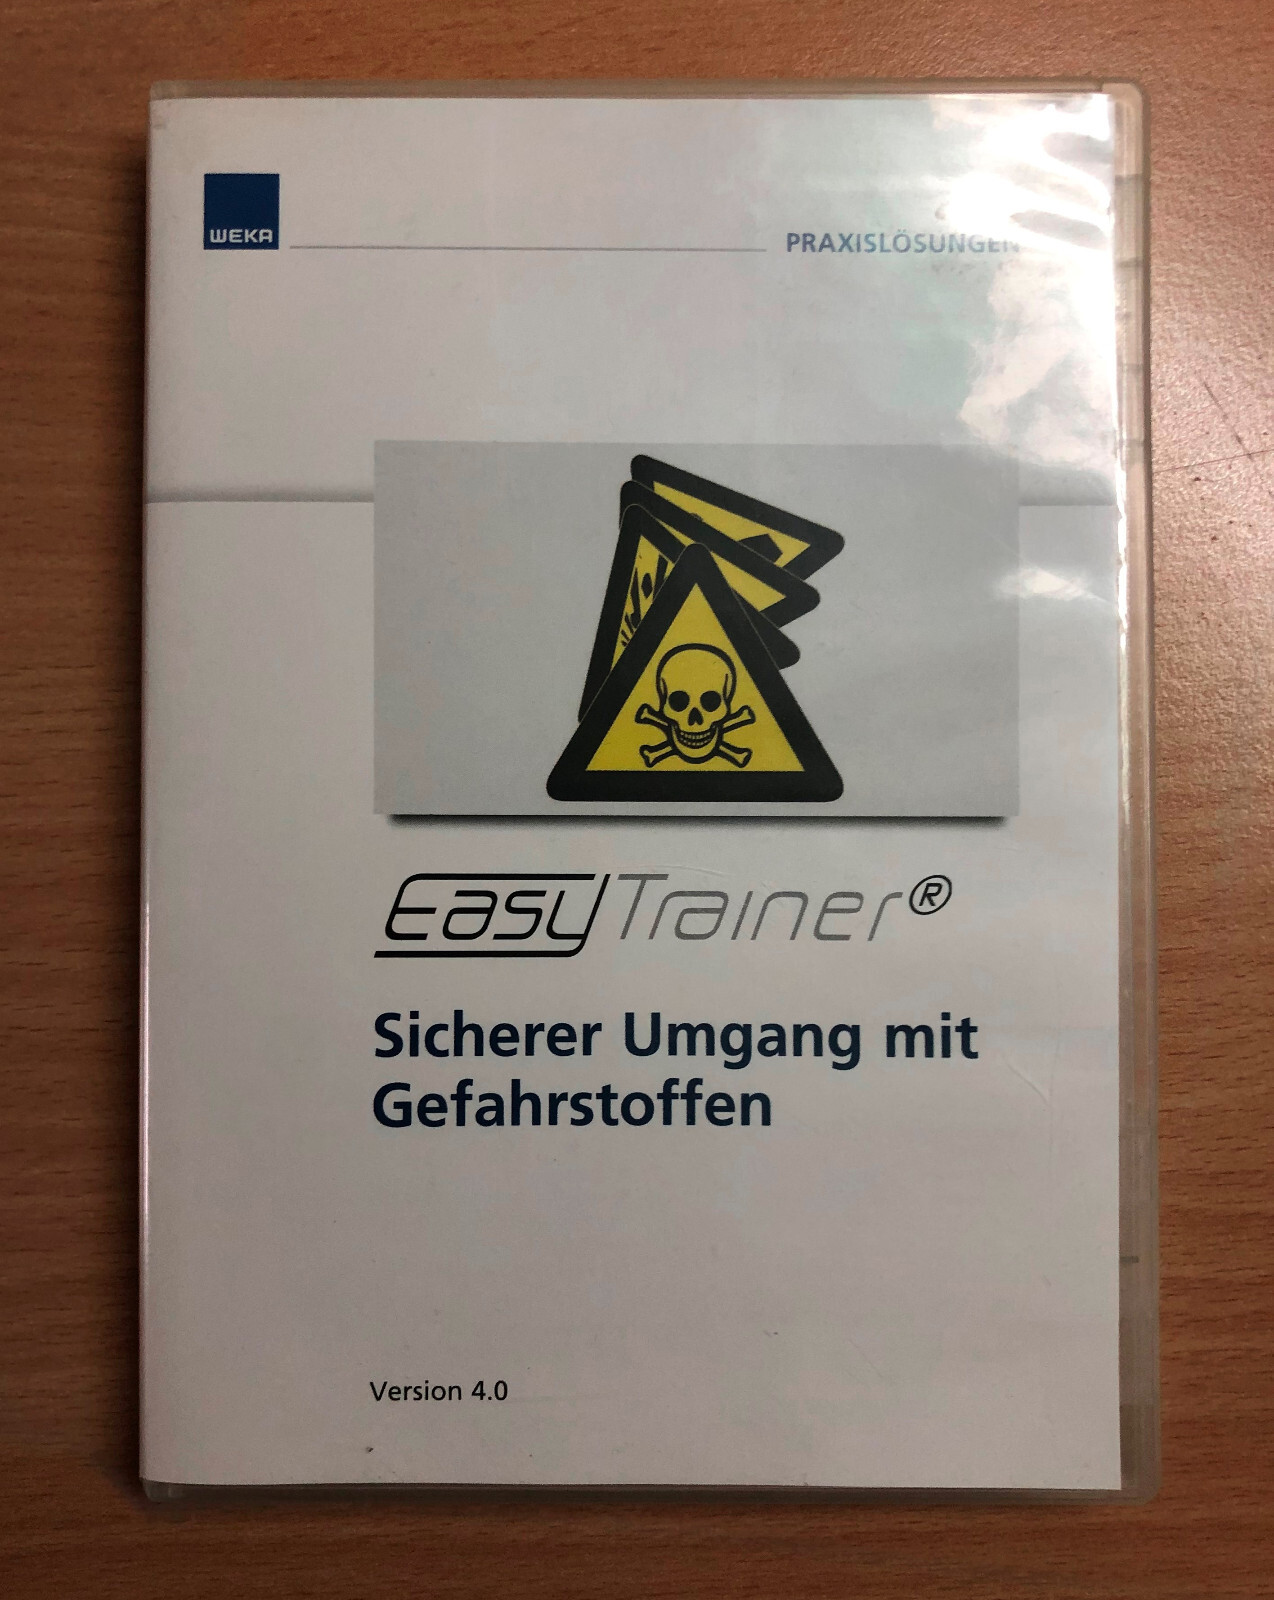 WEKA
PRAXISLÖSUNGEN
EasyTrainer®
Sicherer Umgang mit
Gefahrstoffen
Version 4.0